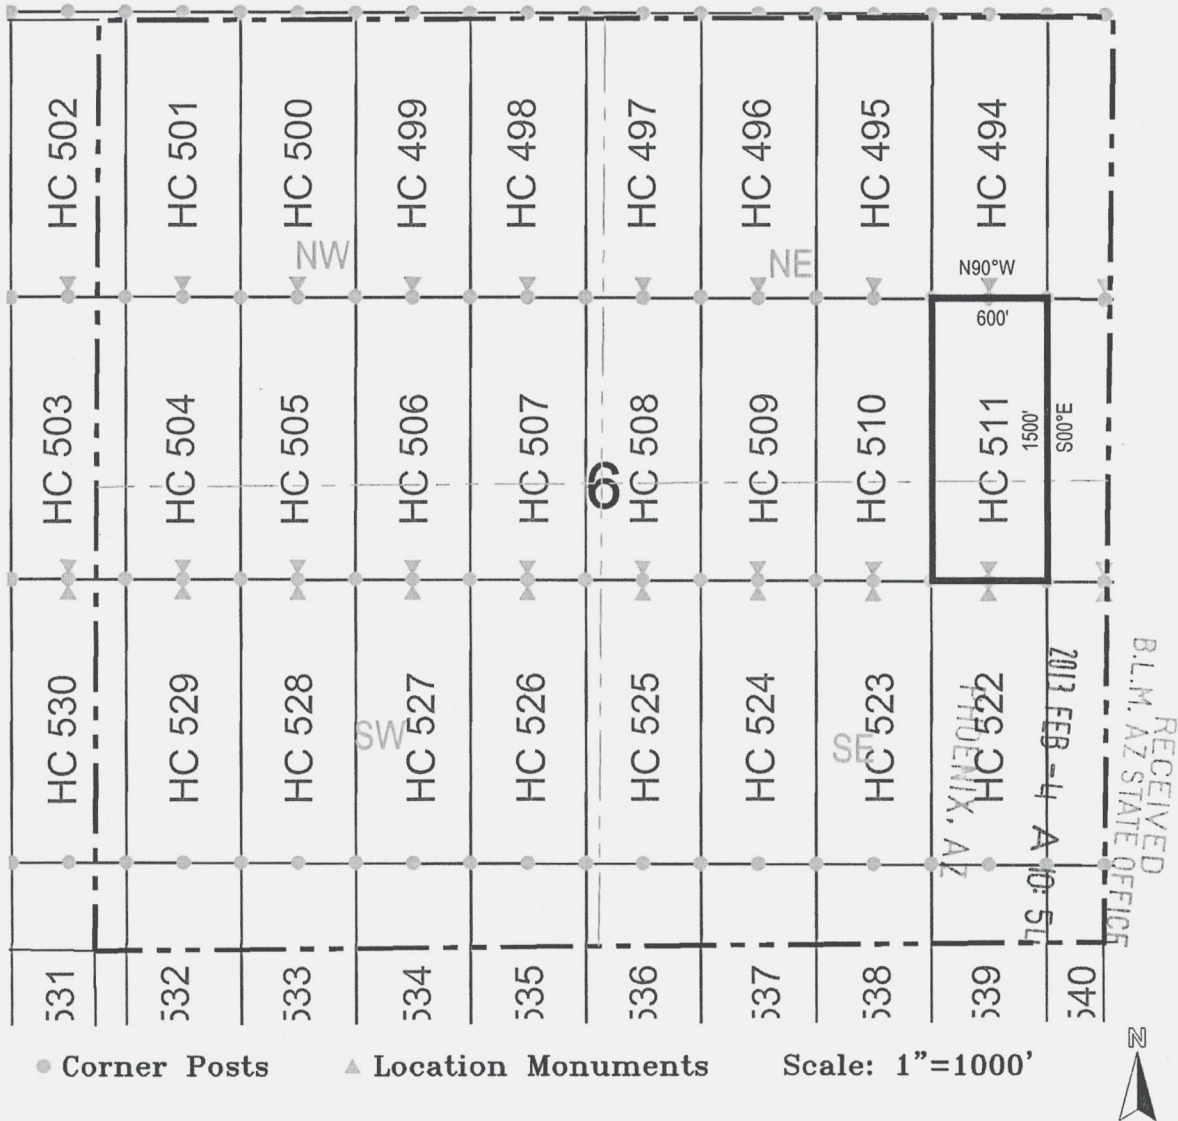 HC 502
HC 501
HC 500
HC 499
HC 498
HC 497
HC 496
HC 495
HC 494
NW
NE
N90°W
600'
HC 503
HC 504
HC 505
HC 506
HC 507
6
HC 508
HC 509
HC 510
HC 511
1500'
S00°E
HC 530
HC 529
HC 528
SW
HC 527
HC 526
HC 525
HC 524
SE
HC 523
HC 522
RECEIVED
B.L.M. AZ STATE OFFICE
2013 FEB -4 A 10: 54
PHOENIX, AZ
531
532
533
534
535
536
537
538
539
540
N
Corner Posts
Location Monuments
Scale: 1”=1000’